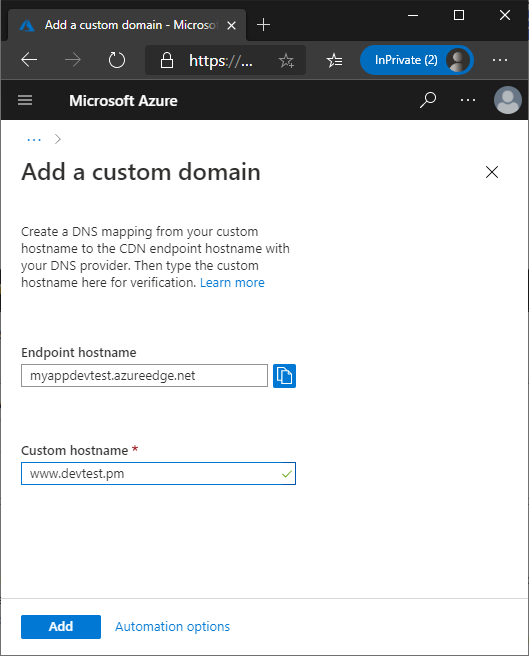 Add a custom domain - Microso
https://...
InPrivate (2)
Microsoft Azure
Add a custom domain
Create a DNS mapping from your custom
hostname to the CDN endpoint hostname with
your DNS provider. Then type the custom
hostname here for verification. Learn more
Endpoint hostname
myappdevtest.azureedge.net
Custom hostname *
www.devtest.pm
Add
Automation options